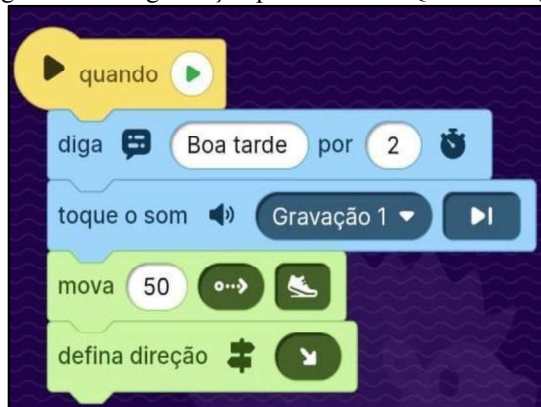 quando
diga Boa tarde por 2
toque o som Gravação 1
mova 50
defina direção